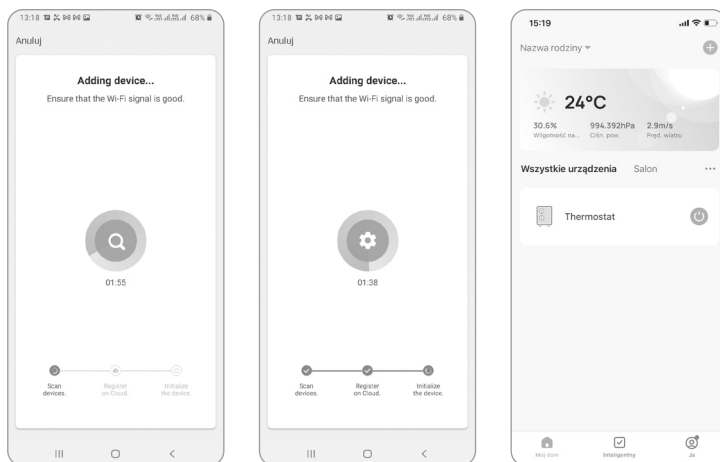 13:18 68%
Anuluj
Adding device...
Ensure that the Wi-Fi signal is good.
01:55
Scan
devices.
Register
on Cloud.
Initialize
the device.
13:18 68%
Anuluj
Adding device...
Ensure that the Wi-Fi signal is good.
01:38
Scan
devices.
Register
on Cloud.
Initialize
the device.
15:19
Nazwa rodziny
24°C
30.6% 994.392hPa 2.9m/s
Wilgotność na... Ciśn. pow. Pręd. wiatru
Wszystkie urządzenia Salon
Thermostat
Mój dom Inteligentny Ja